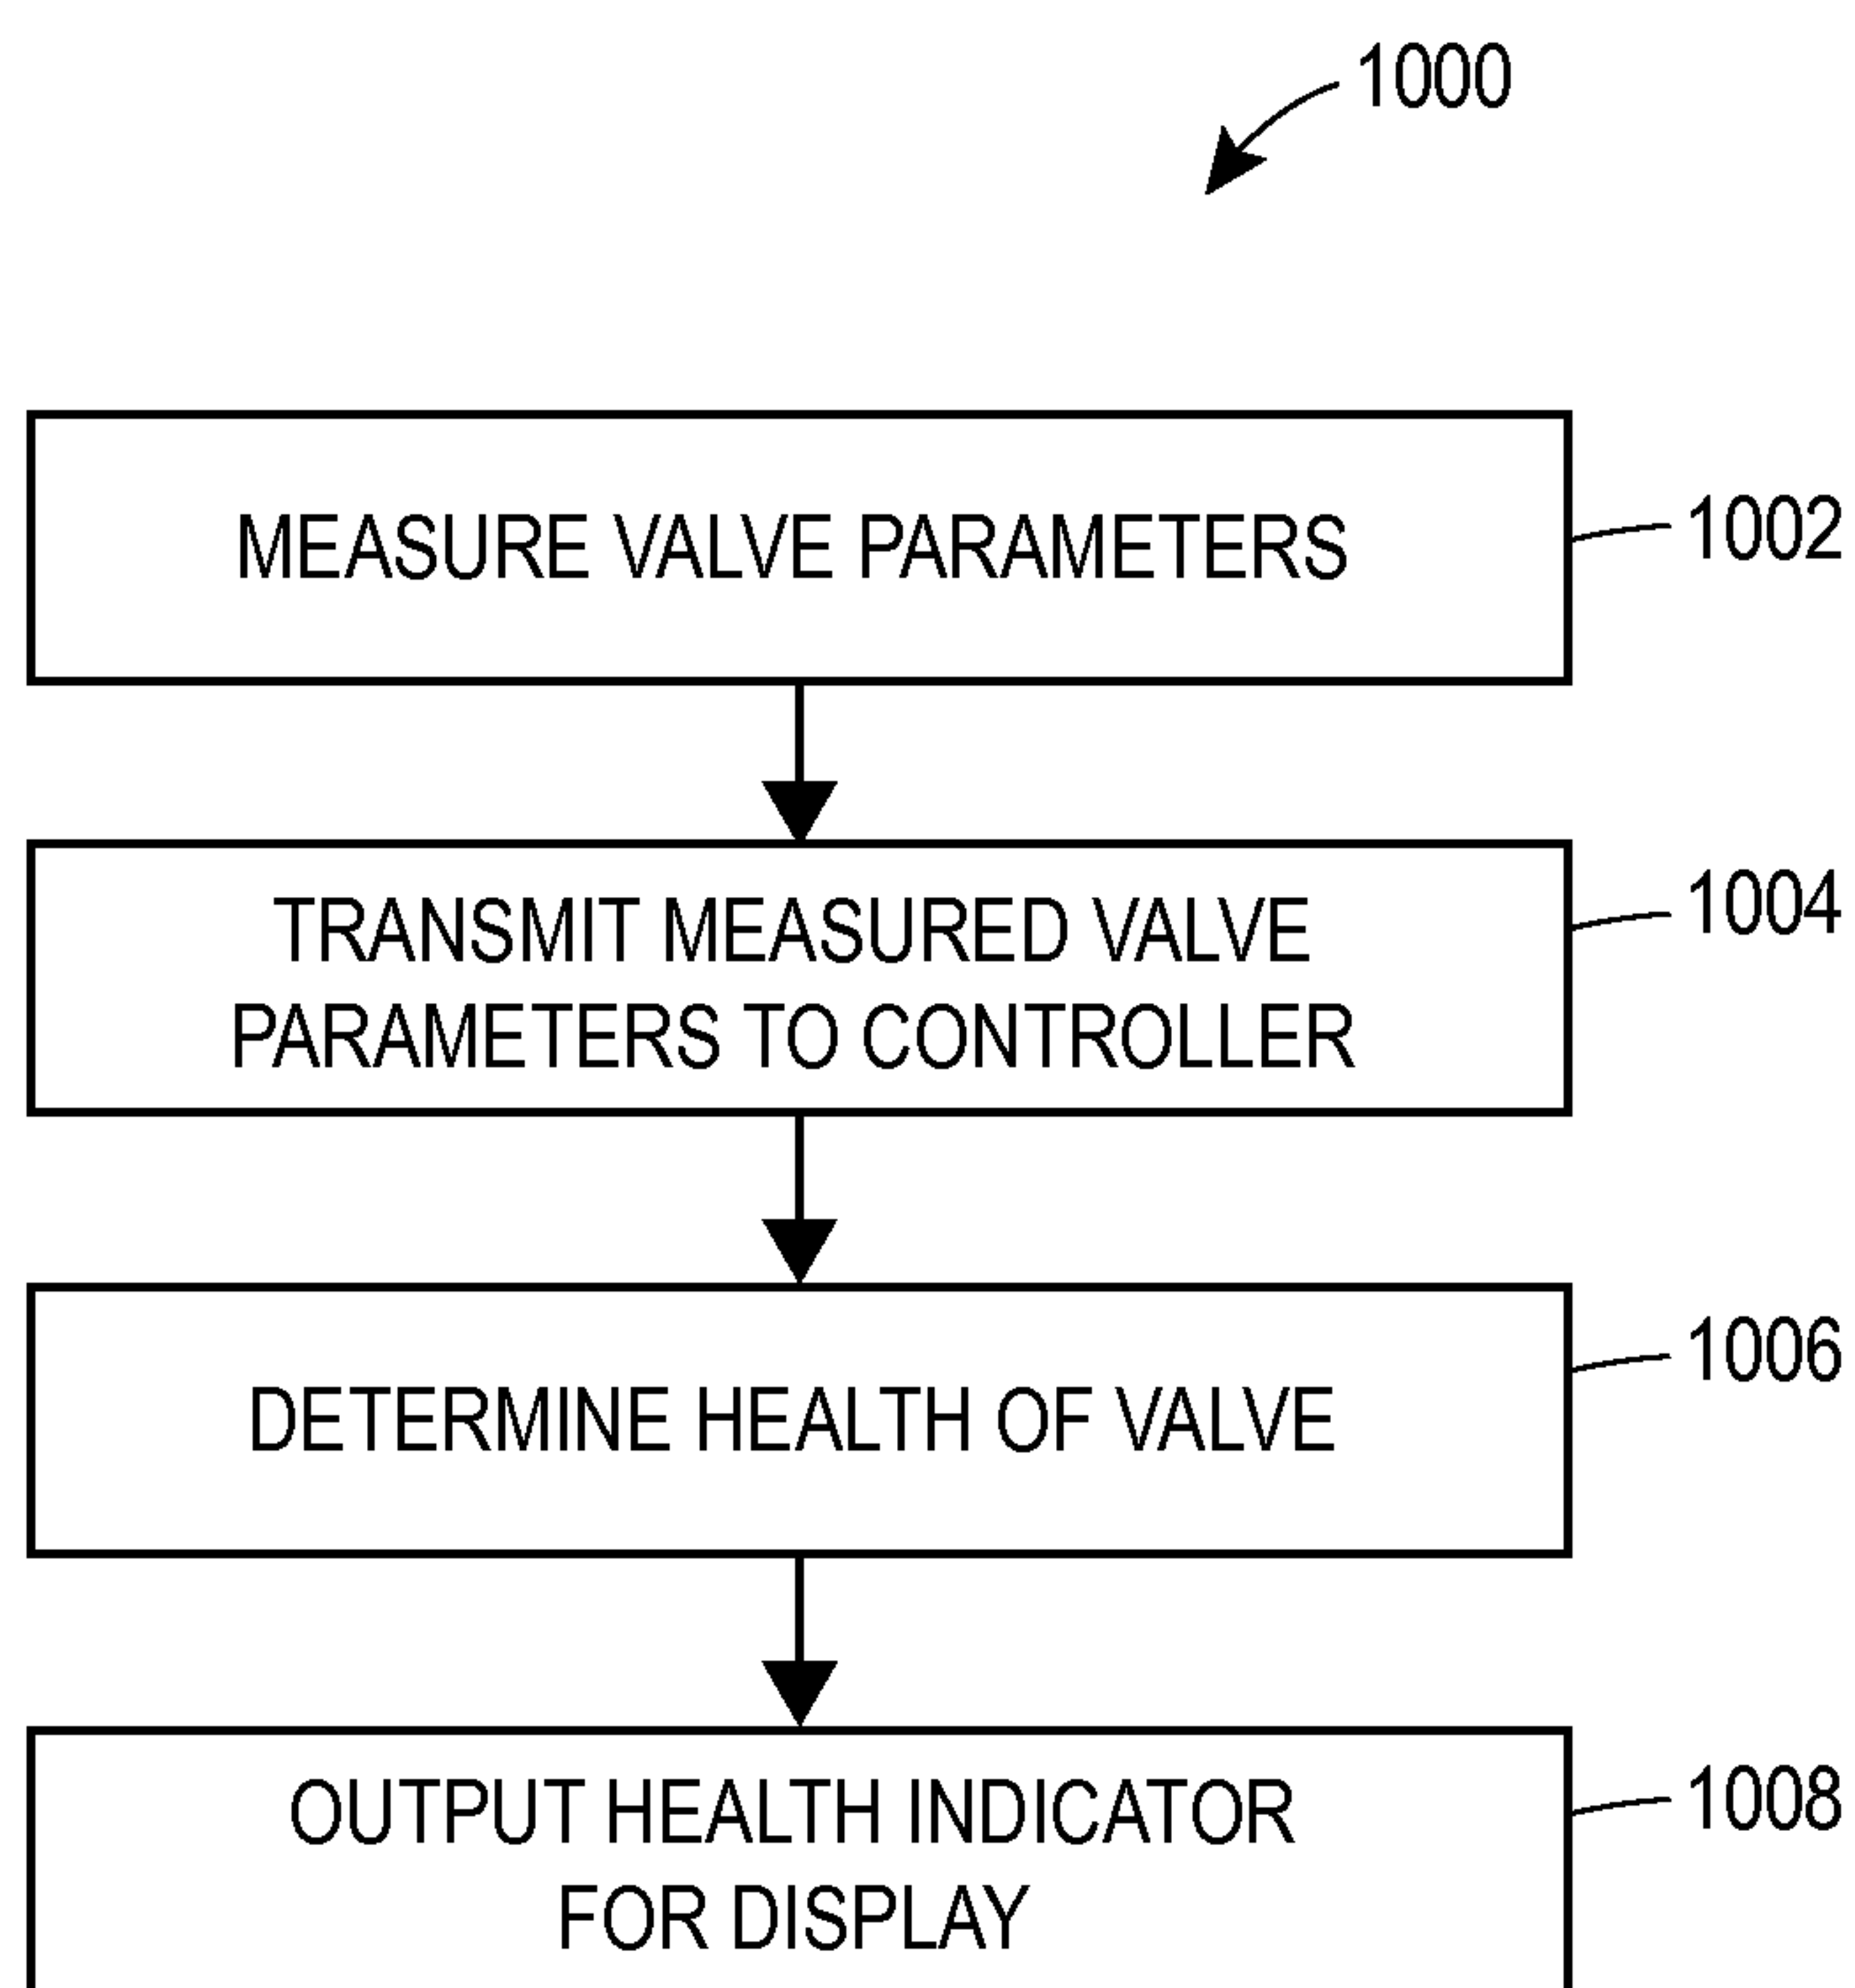 1000
MEASURE VALVE PARAMETERS
1002
TRANSMIT MEASURED VALVE
PARAMETERS TO CONTROLLER
1004
DETERMINE HEALTH OF VALVE
1006
OUTPUT HEALTH INDICATOR
FOR DISPLAY
1008